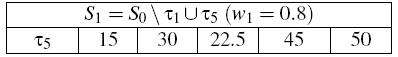 S₁ = S₀ \ τ₁ ∪ τ₅ (w₁ = 0.8)
τ₅ 15 30 22.5 45 50